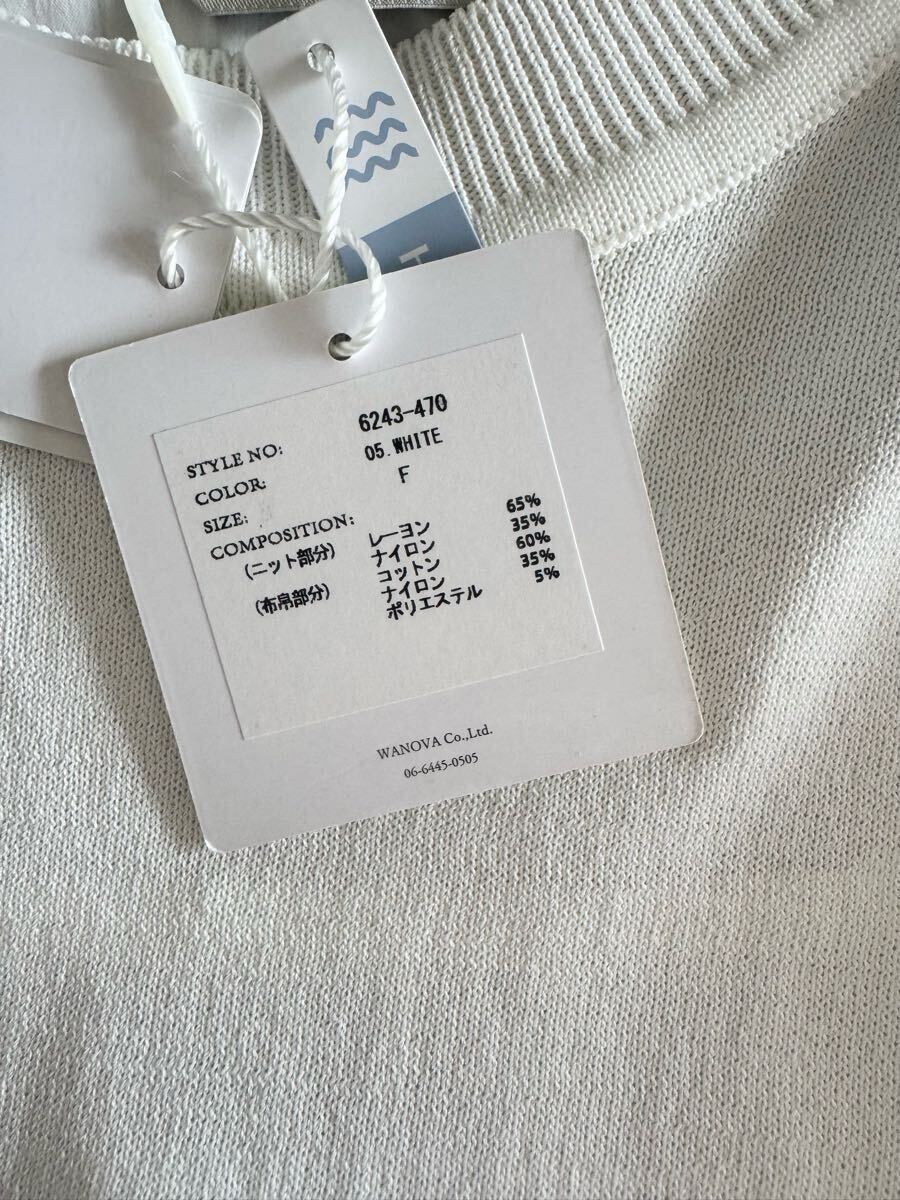 STYLE NO: 6243-470
COLOR: 05.WHITE
SIZE: F
COMPOSITION:
(ニット部分) レーヨン 65%
ナイロン 35%
(布帛部分) コットン 60%
ナイロン 35%
ポリエステル 5%
WANOVA Co.,Ltd.
06-6445-0505